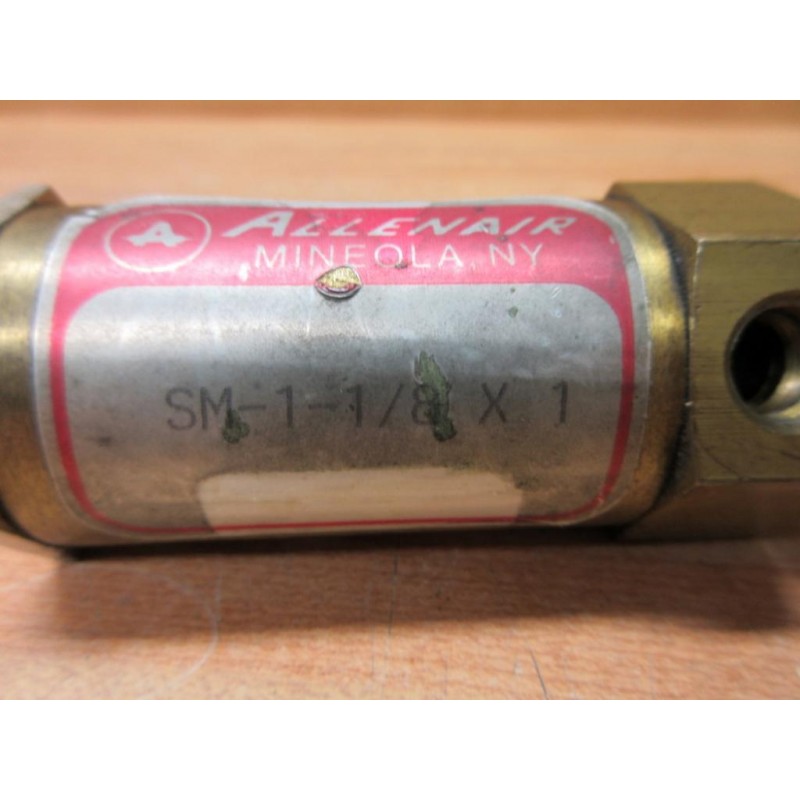 A ALLENAIR
MINEOLA NY
SM-1-1/8 X 1